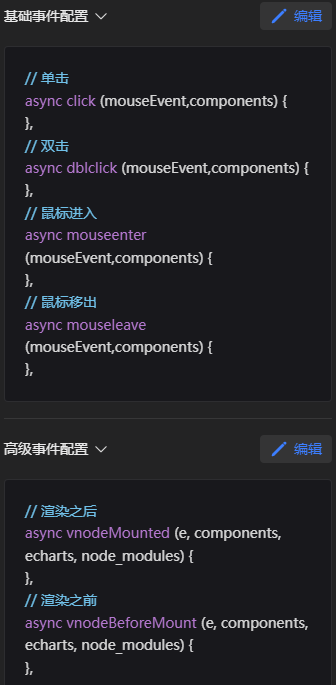 基础事件配置
编辑
// 单击
async click (mouseEvent,components) {
},
// 双击
async dblclick (mouseEvent,components) {
},
// 鼠标进入
async mouseenter
(mouseEvent,components) {
},
// 鼠标移出
async mouseleave
(mouseEvent,components) {
},
高级事件配置
编辑
// 渲染之后
async vnodeMounted (e, components,
echarts, node_modules) {
},
// 渲染之前
async vnodeBeforeMount (e, components,
echarts, node_modules) {
},